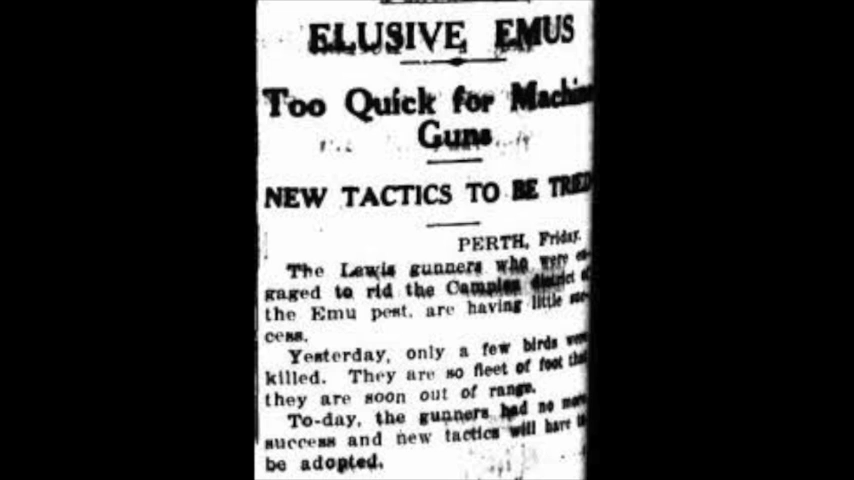 ELUSIVE EMUS
Too Quick for Machine
Guns
NEW TACTICS TO BE TRIED
PERTH, Friday.
The Lewis gunners who were en-
gaged to rid the Campion district of
the Emu pest, are having little suc-
cess.
Yesterday, only a few birds were
killed. They are so fleet of foot that
they are soon out of range.
To-day, the gunners had no more
success and new tactics will have to
be adopted.